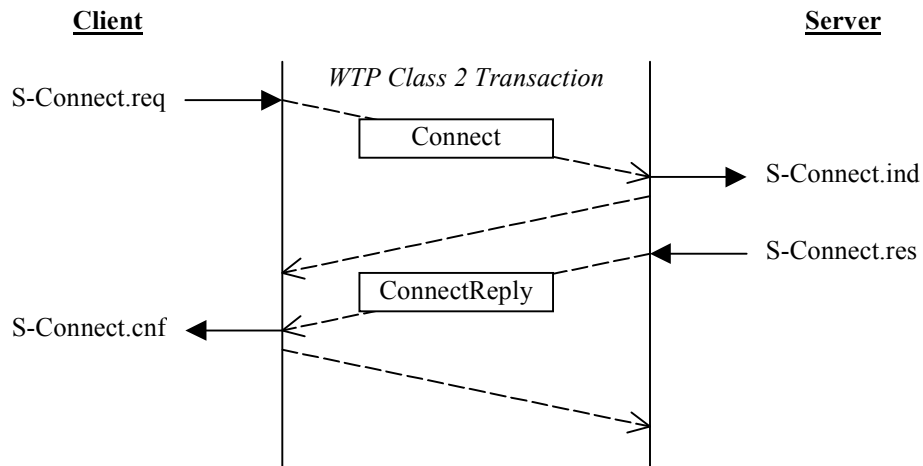 Client
Server
WTP Class 2 Transaction
S-Connect.req
Connect
S-Connect.ind
S-Connect.res
ConnectReply
S-Connect.cnf